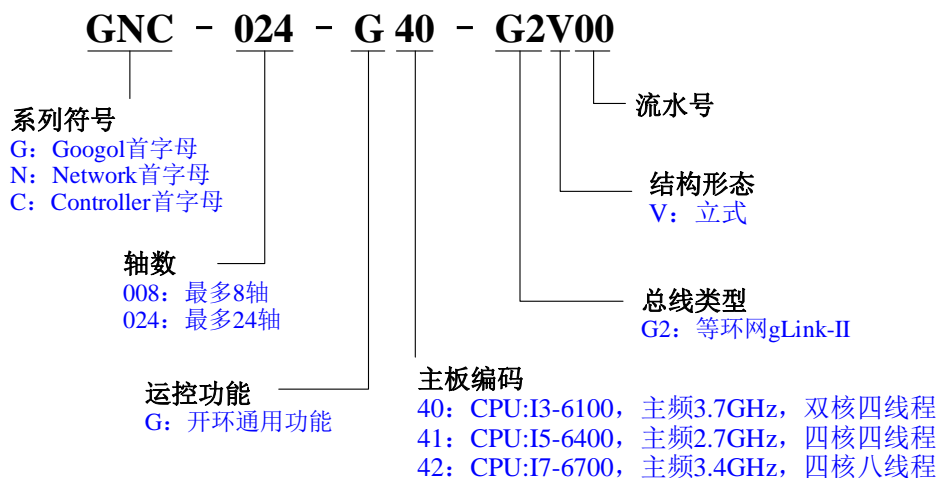 GNC - 024 - G 40 - G2V00
流水号
系列符号
G：Googol首字母
N：Network首字母
C：Controller首字母
结构形态
V：立式
轴数
008：最多8轴
024：最多24轴
总线类型
G2：等环网gLink-II
运控功能
G：开环通用功能
主板编码
40：CPU:I3-6100，主频3.7GHz，双核四线程
41：CPU:I5-6400，主频2.7GHz，四核四线程
42：CPU:I7-6700，主频3.4GHz，四核八线程